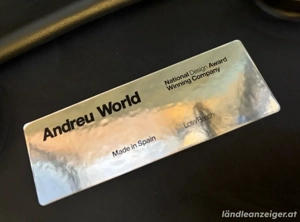 Andreu World
National Design Award
Winning Company
Made in Spain
ländleanzeiger.at